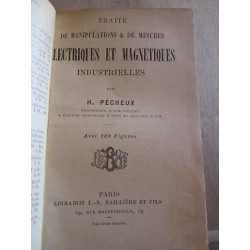 TRAITÉ
DE MANIPULATIONS & DE MESURES
ÉLECTRIQUES ET MAGNÉTIQUES
INDUSTRIELLES
PAR
H. PÉCHEUX
Avec 185 Figures.
PARIS
LIBRAIRIE J.-B. BAILLIÈRE ET FILS
19, RUE HAUTEFEUILLE, 19